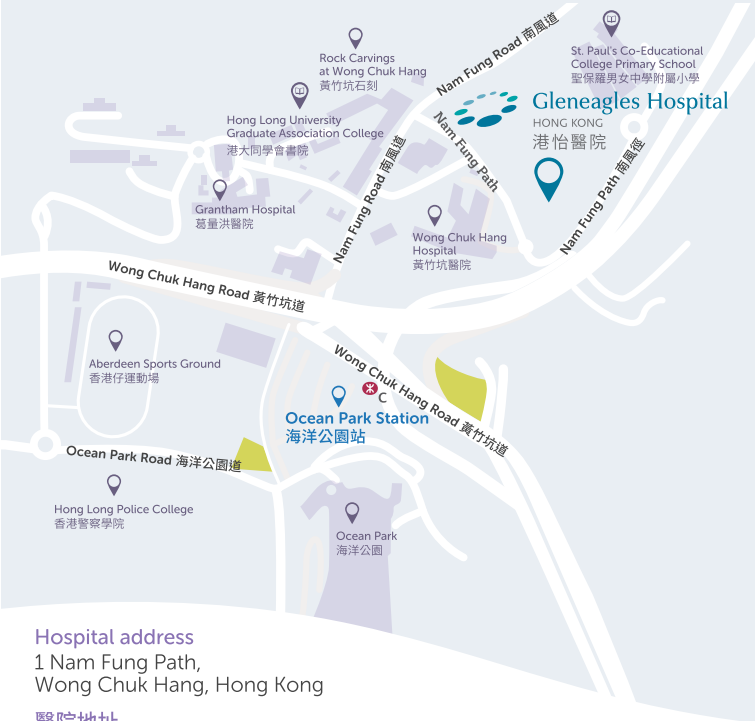 Nam Fung Road 南風道
St. Paul's Co-Educational
College Primary School
聖保羅男女中學附屬小學
Rock Carvings
at Wong Chuk Hang
黃竹坑石刻
Gleneagles Hospital
HONG KONG
港怡醫院
Hong Long University
Graduate Association College
港大同學會書院
Nam Fung Path
Nam Fung Road 南風道
Nam Fung Path 南風徑
Grantham Hospital
葛量洪醫院
Wong Chuk Hang
Hospital
黃竹坑醫院
Wong Chuk Hang Road 黃竹坑道
Aberdeen Sports Ground
香港仔運動場
Wong Chuk Hang Road 黃竹坑道
C
Ocean Park Station
海洋公園站
Ocean Park Road 海洋公園道
Hong Long Police College
香港警察學院
Ocean Park
海洋公園
Hospital address
1 Nam Fung Path,
Wong Chuk Hang, Hong Kong
醫院地址